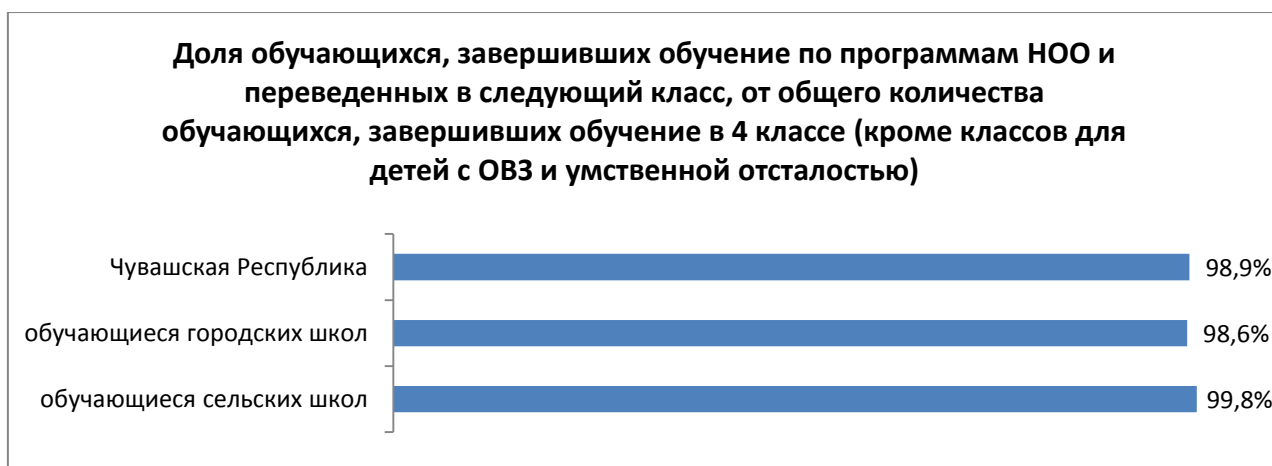 Доля обучающихся, завершивших обучение по программам НОО и
переведенных в следующий класс, от общего количества
обучающихся, завершивших обучение в 4 классе (кроме классов для
детей с ОВЗ и умственной отсталостью)
Чувашская Республика 98,9%
обучающиеся городских школ 98,6%
обучающиеся сельских школ 99,8%